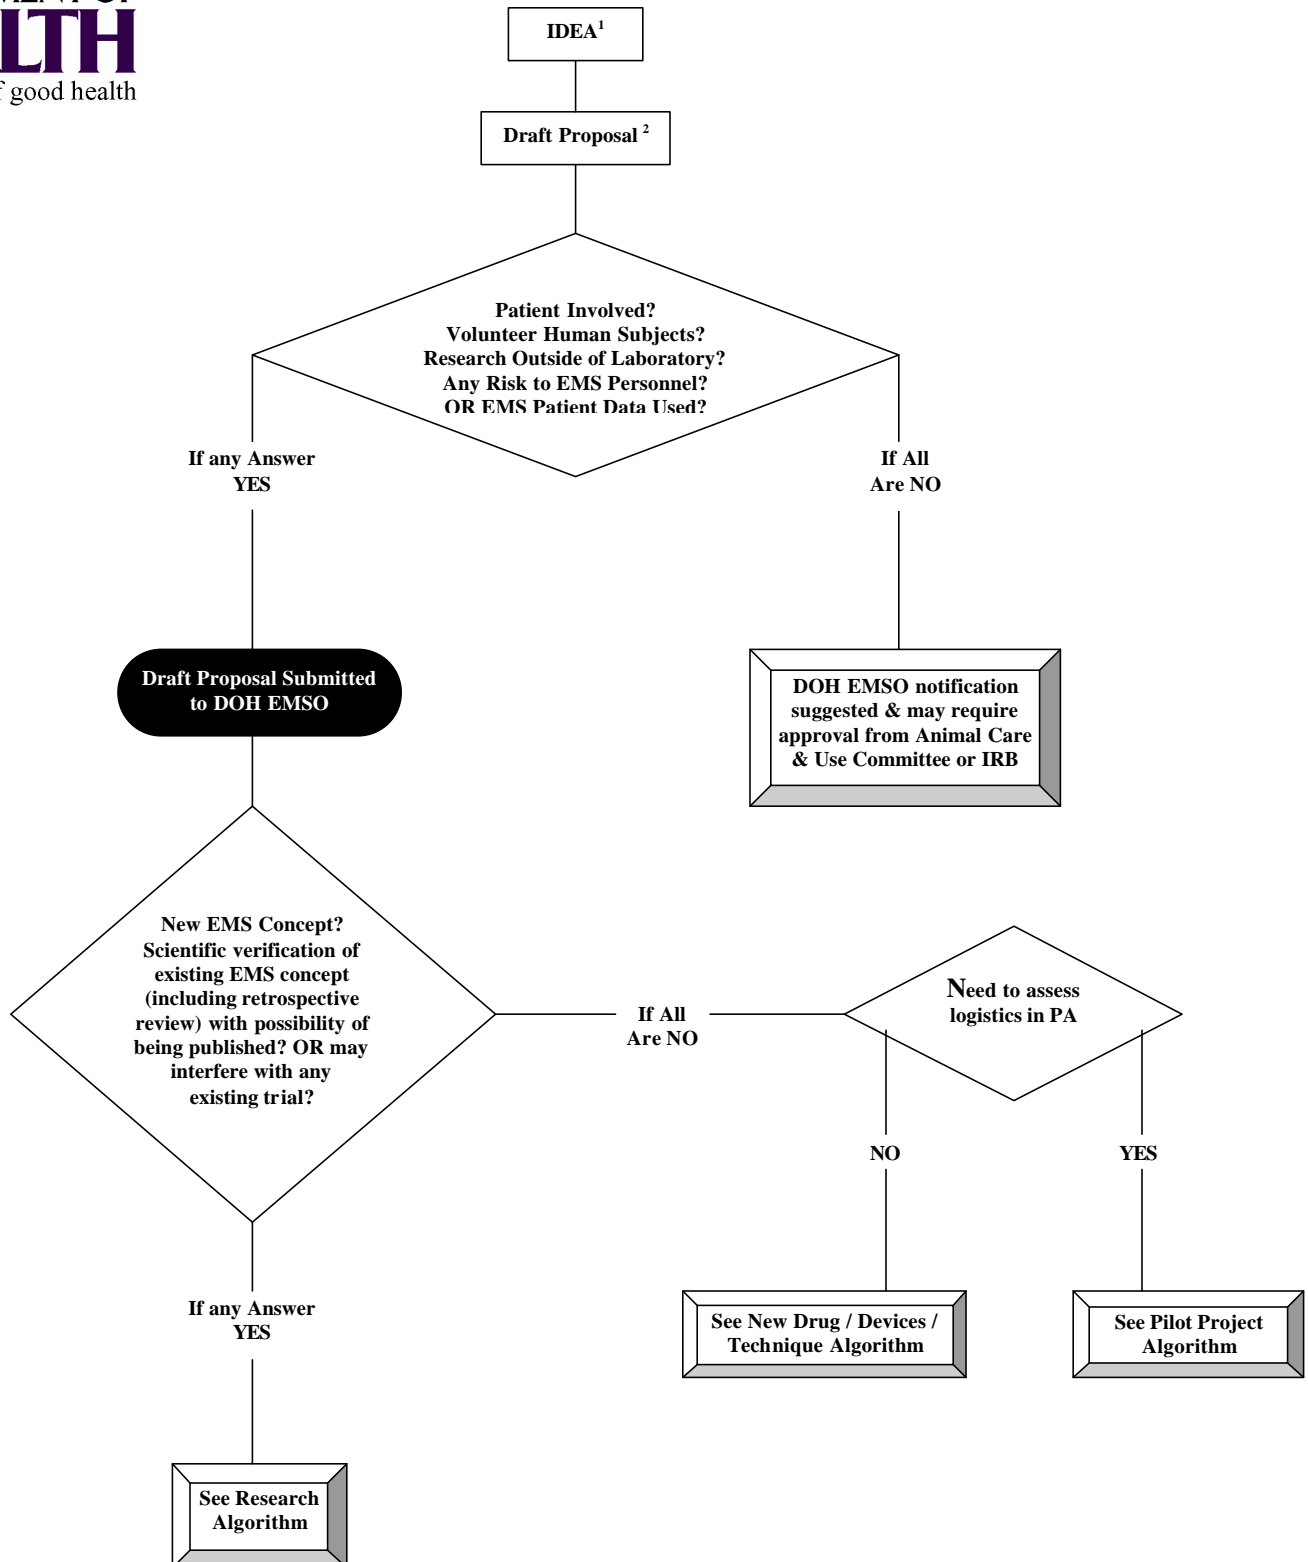 LTH
of good health
IDEA¹
Draft Proposal ²
Patient Involved?
Volunteer Human Subjects?
Research Outside of Laboratory?
Any Risk to EMS Personnel?
OR EMS Patient Data Used?
If any Answer
YES
If All
Are NO
Draft Proposal Submitted
to DOH EMSO
DOH EMSO notification
suggested & may require
approval from Animal Care
& Use Committee or IRB
New EMS Concept?
Scientific verification of
existing EMS concept
(including retrospective
review) with possibility of
being published? OR may
interfere with any
existing trial?
If All
Are NO
Need to assess
logistics in PA
NO
YES
If any Answer
YES
See New Drug / Devices /
Technique Algorithm
See Pilot Project
Algorithm
See Research
Algorithm